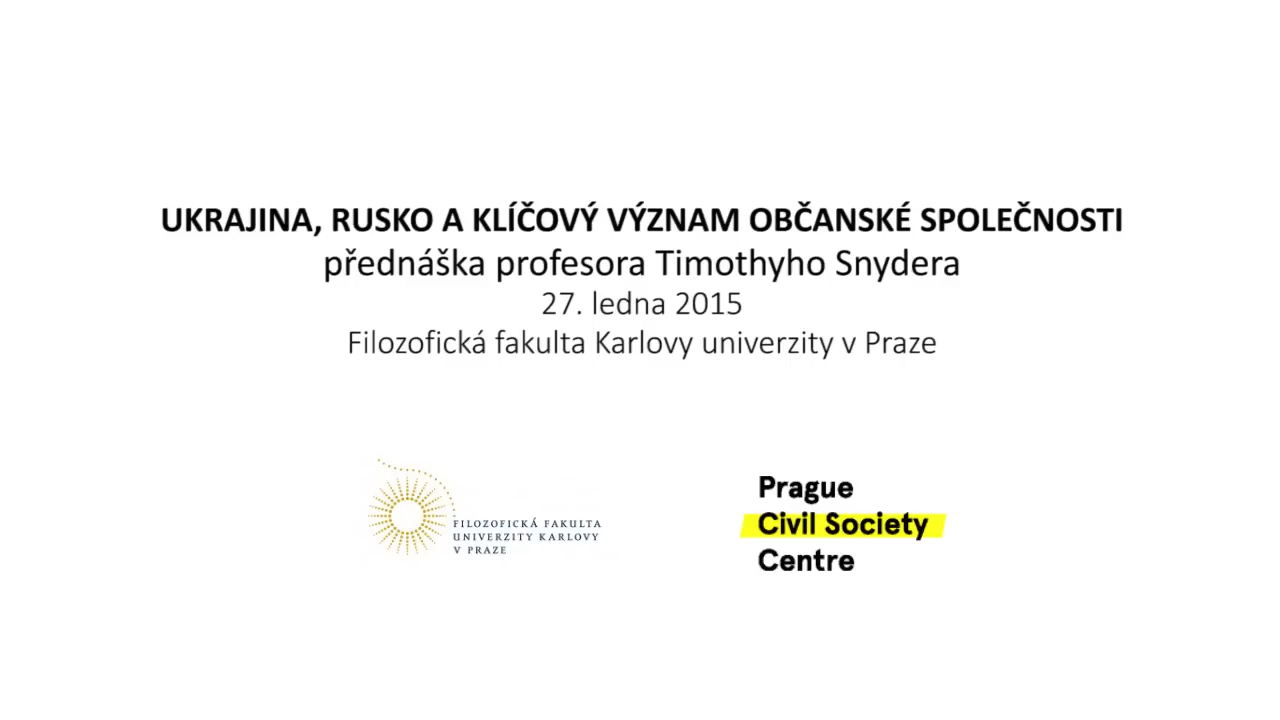 UKRAJINA, RUSKO A KLÍČOVÝ VÝZNAM OBČANSKÉ SPOLEČNOSTI
přednáška profesora Timothyho Snydera
27. ledna 2015
Filozofická fakulta Karlovy univerzity v Praze
FILOZOFICKÁ FAKULTA
UNIVERZITY KARLOVY
V PRAZE
Prague
Civil Society
Centre